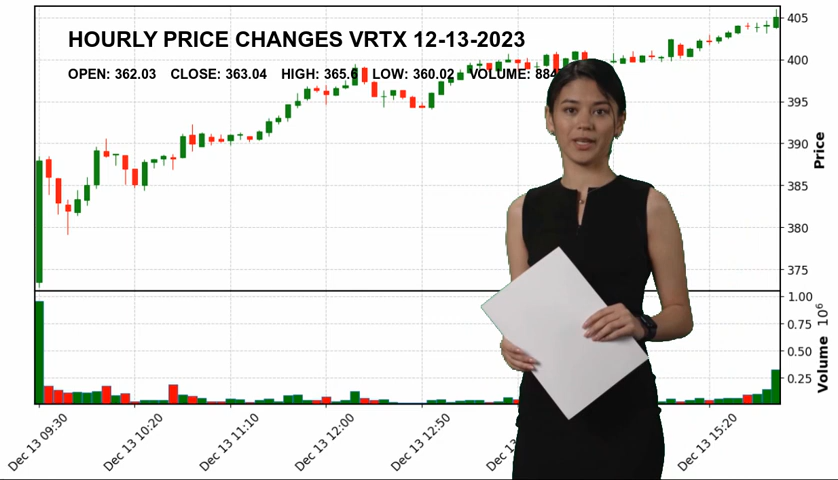 HOURLY PRICE CHANGES VRTX 12-13-2023
OPEN: 362.03 CLOSE: 363.04 HIGH: 365.6 LOW: 360.02 VOLUME: 884
405
400
395
390
385
380
375
Price
1.00
0.75
0.50
0.25
Volume 10⁶
Dec 13 09:30
Dec 13 10:20
Dec 13 11:10
Dec 13 12:00
Dec 13 12:50
Dec 13 15:20